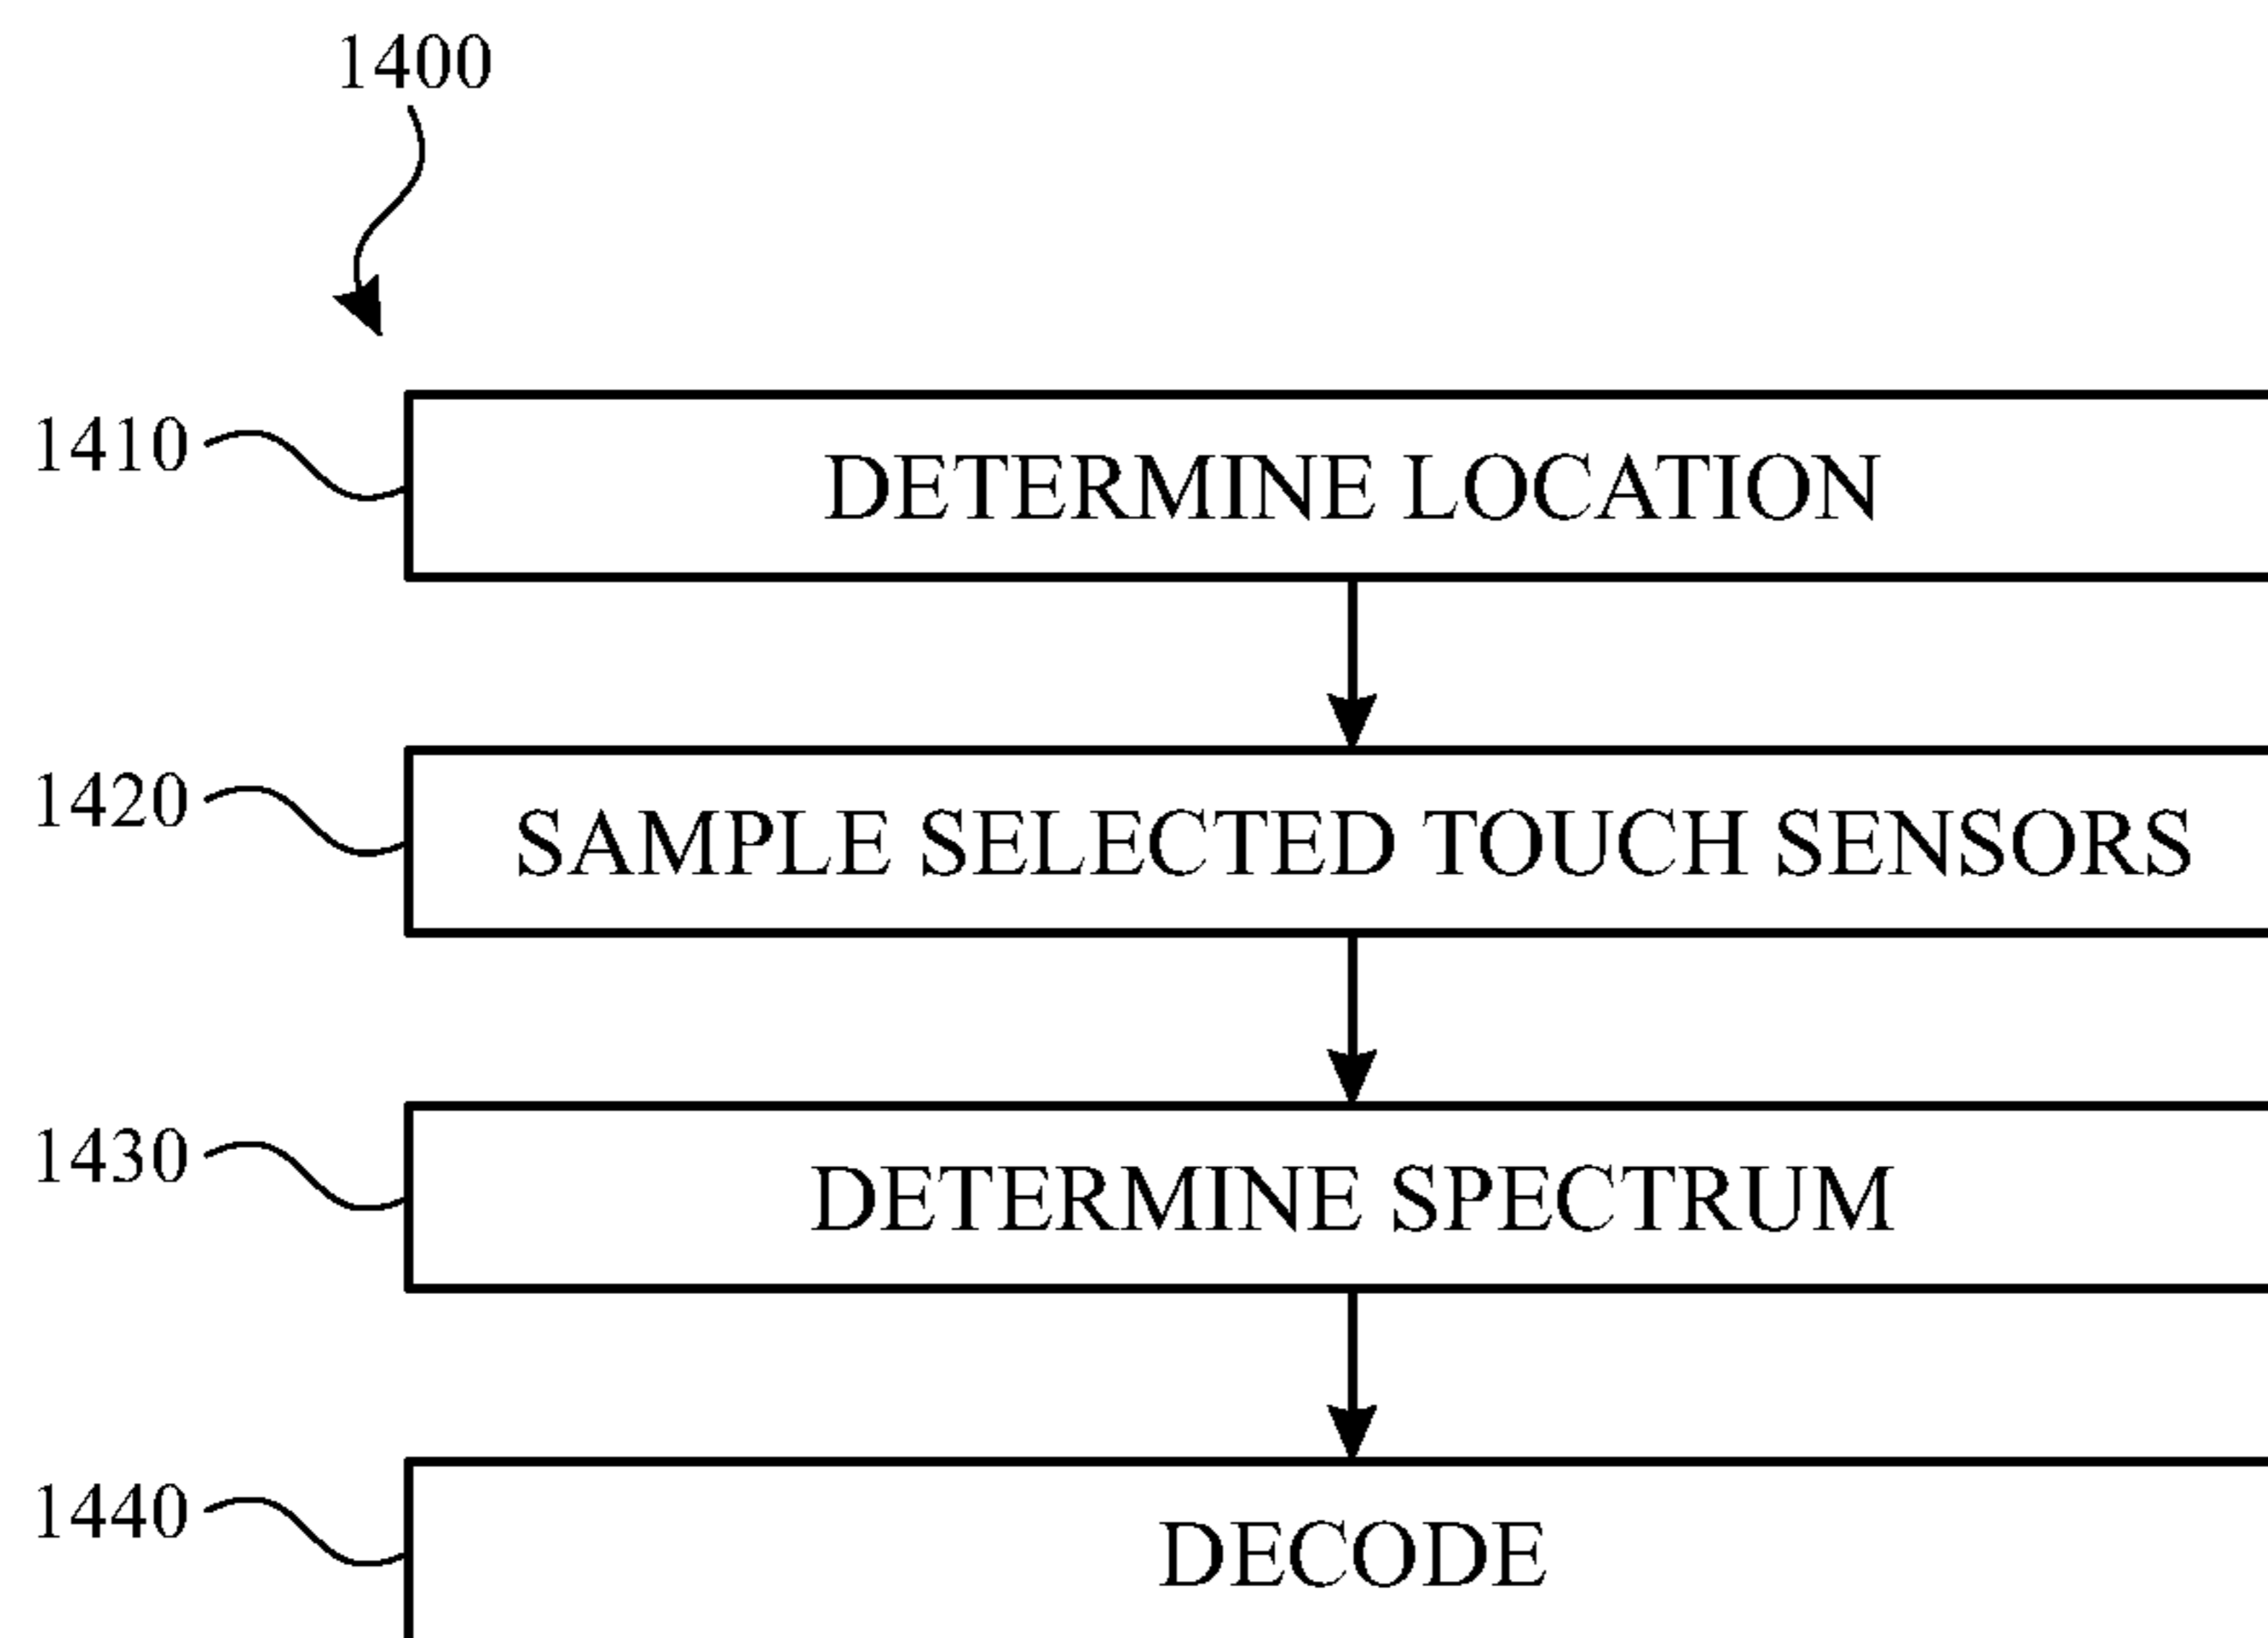 1400
1410
DETERMINE LOCATION
1420
SAMPLE SELECTED TOUCH SENSORS
1430
DETERMINE SPECTRUM
1440
DECODE